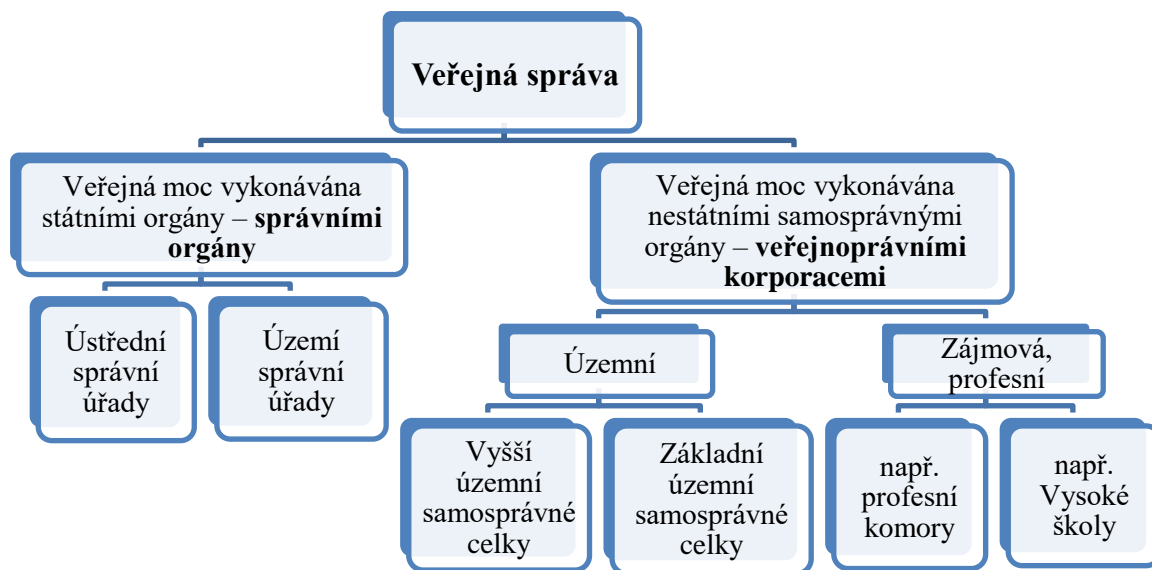 Veřejná správa
Veřejná moc vykonávána
státními orgány – správními
orgány
Veřejná moc vykonávána
nestátními samosprávnými
orgány – veřejnoprávními
korporacemi
Ústřední
správní
úřady
Území
správní
úřady
Územní
Zájmová,
profesní
Vyšší
územní
samosprávné
celky
Základní
územní
samosprávné
celky
např.
profesní
komory
např.
Vysoké
školy